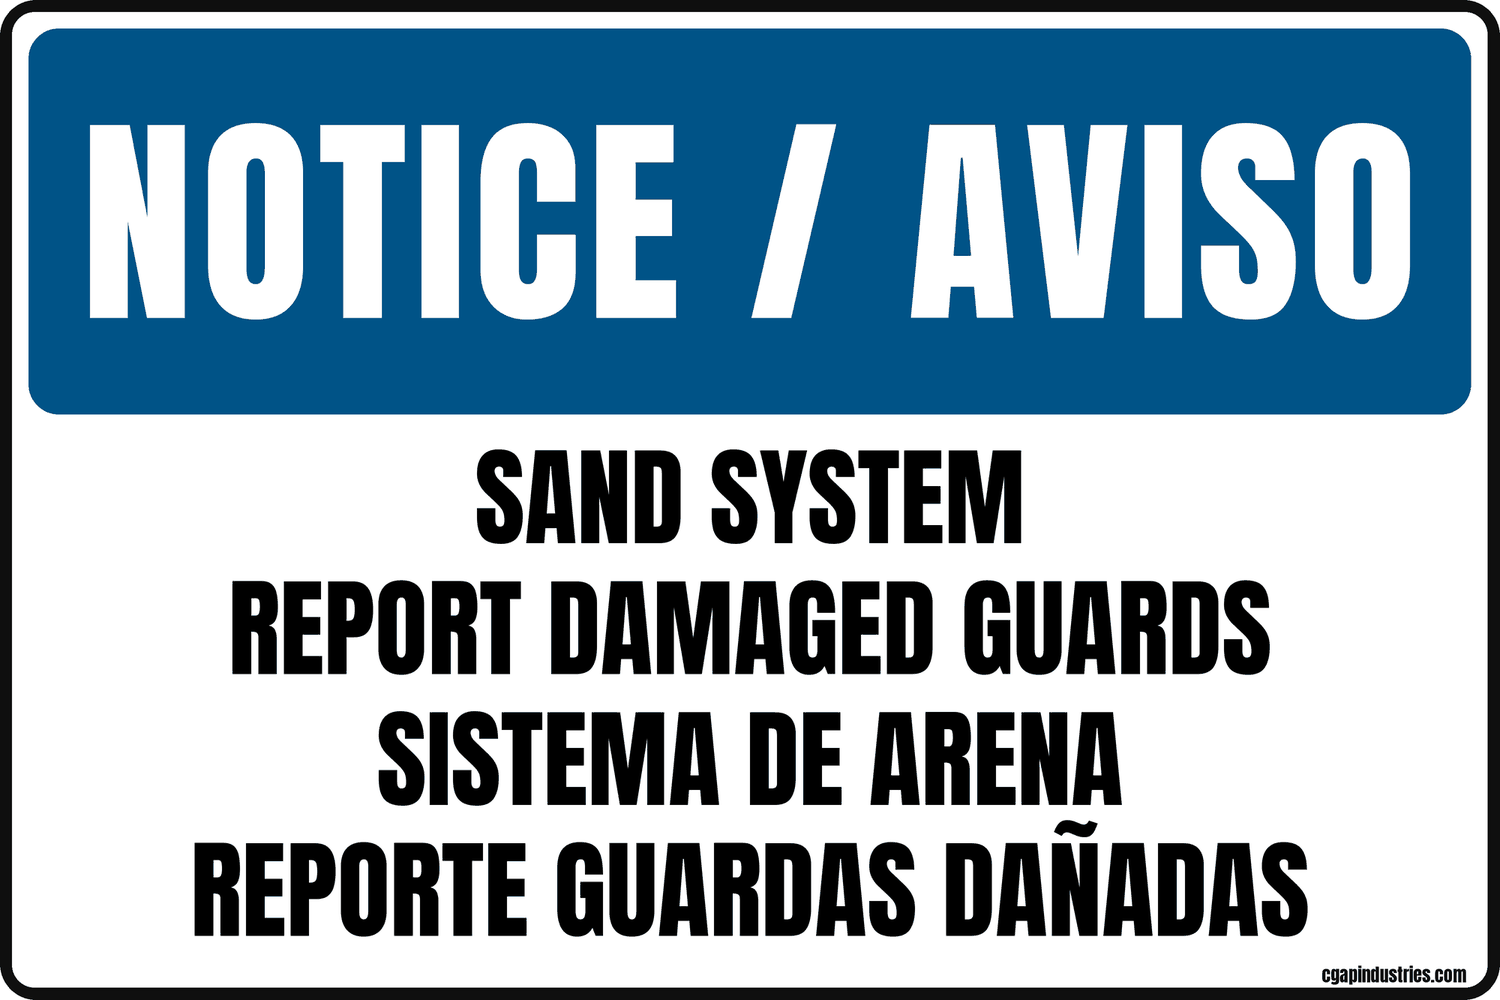 NOTICE / AVISO
SAND SYSTEM
REPORT DAMAGED GUARDS
SISTEMA DE ARENA
REPORTE GUARDAS DAÑADAS
cgapindustries.com